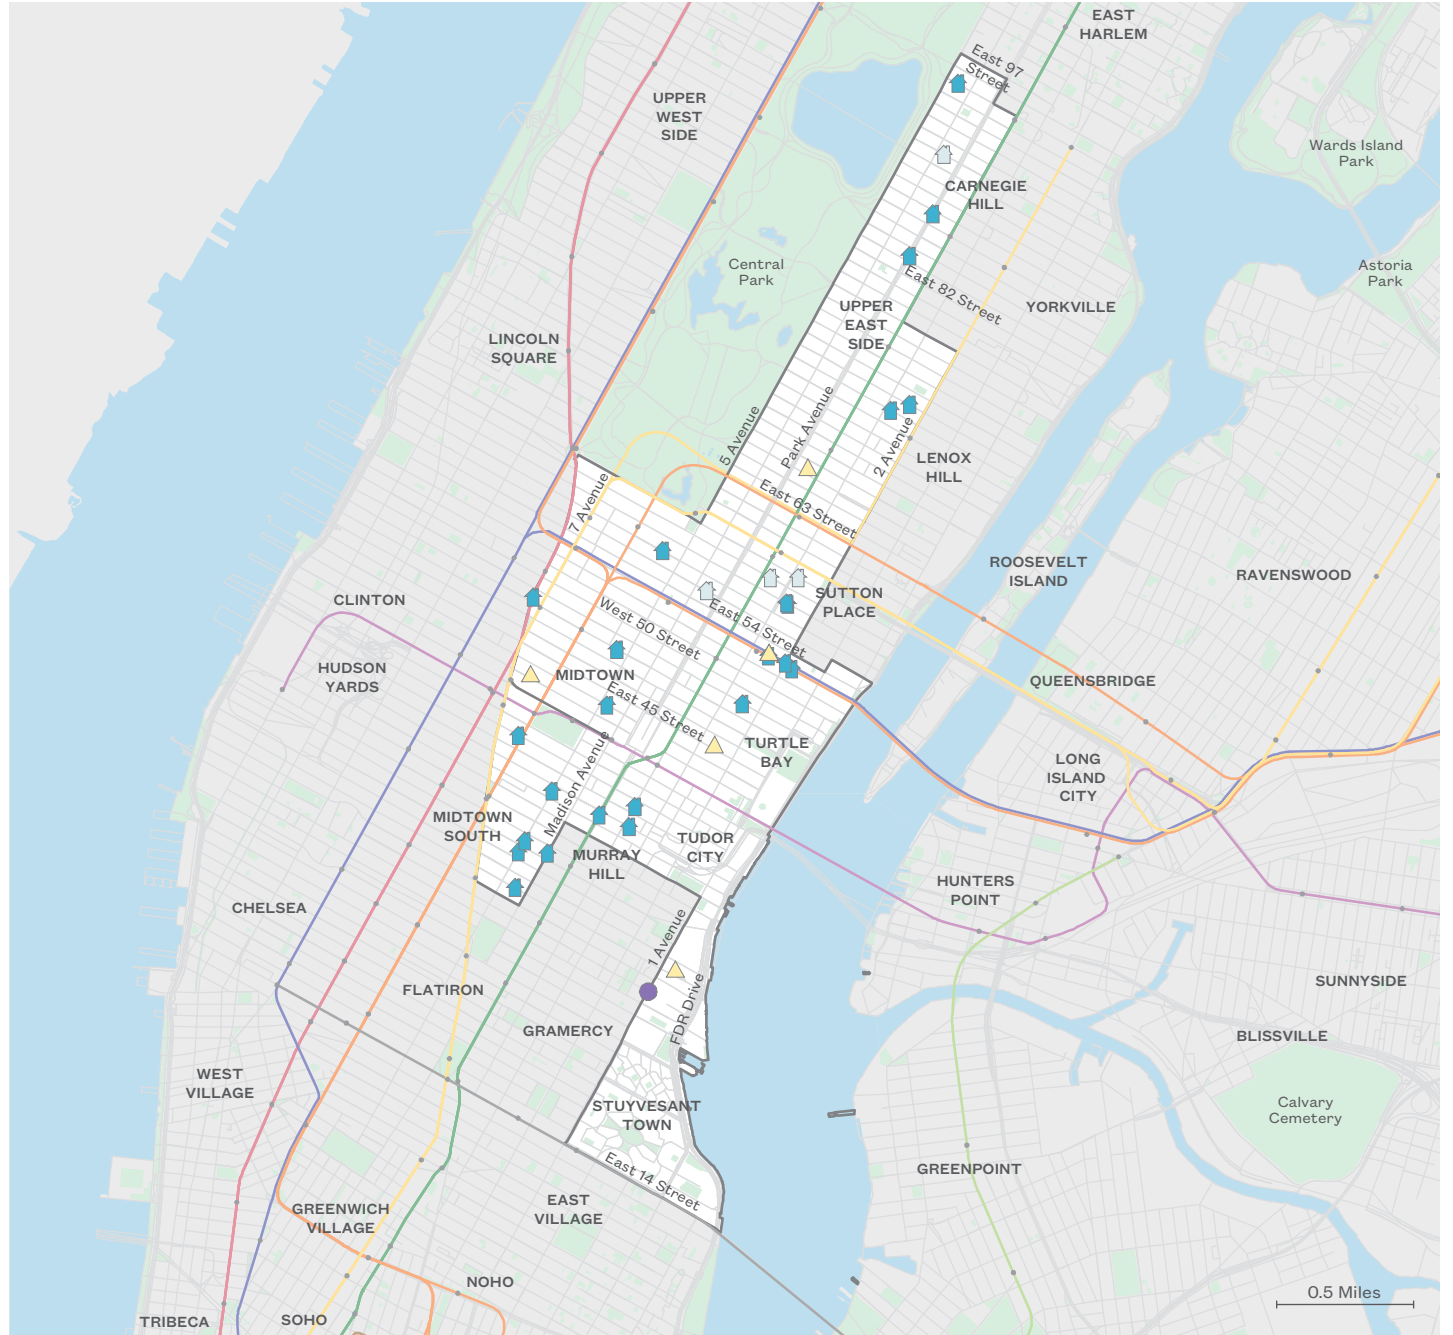 EAST
HARLEM
East 97
Street
UPPER
WEST
SIDE
Wards Island
Park
CARNEGIE
HILL
Central
Park
East 82 Street
Astoria
Park
UPPER
EAST
SIDE
YORKVILLE
LINCOLN
SQUARE
5 Avenue
Park Avenue
2 Avenue
LENOX
HILL
7 Avenue
East 63 Street
ROOSEVELT
ISLAND
RAVENSWOOD
CLINTON
SUTTON
PLACE
West 50 Street
East 54 Street
HUDSON
YARDS
MIDTOWN
QUEENSBRIDGE
East 45 Street
TURTLE
BAY
LONG
ISLAND
CITY
Madison Avenue
MIDTOWN
SOUTH
TUDOR
CITY
MURRAY
HILL
HUNTERS
POINT
CHELSEA
1 Avenue
SUNNYSIDE
FLATIRON
FDR Drive
GRAMERCY
BLISSVILLE
WEST
VILLAGE
STUYVESANT
TOWN
Calvary
Cemetery
GREENPOINT
East 14 Street
GREENWICH
VILLAGE
EAST
VILLAGE
NOHO
0.5 Miles
TRIBECA
SOHO